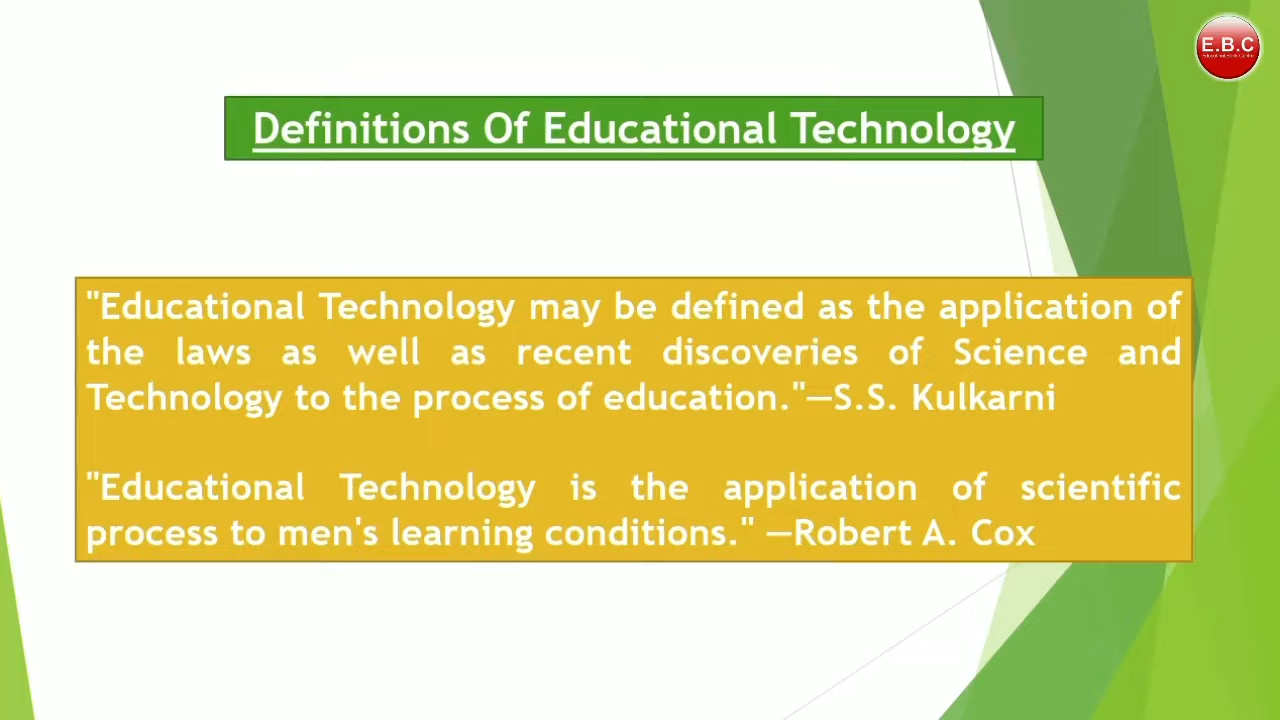 E.B.C
Definitions Of Educational Technology
"Educational Technology may be defined as the application of
the laws as well as recent discoveries of Science and
Technology to the process of education."—S.S. Kulkarni
"Educational Technology is the application of scientific
process to men's learning conditions." —Robert A. Cox